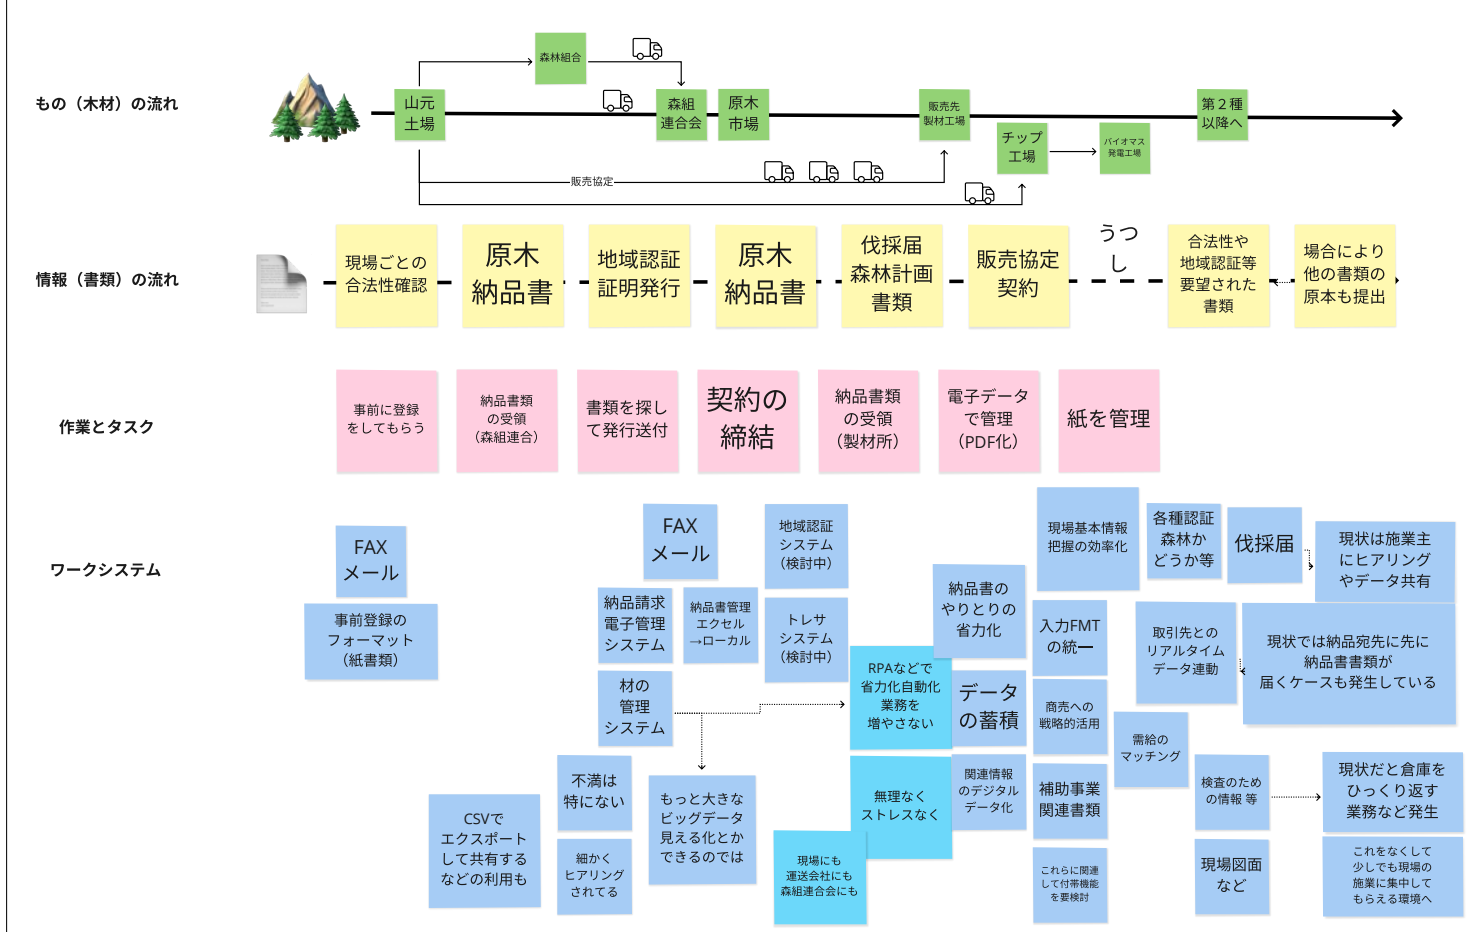 もの（木材）の流れ
山元
土場
森林組合
森組
連合会
原木
市場
販売先
製材工場
チップ
工場
バイオマス
発電工場
第２種
以降へ
販売協定
情報（書類）の流れ
現場ごとの
合法性確認
原木
納品書
地域認証
証明発行
原木
納品書
伐採届
森林計画
書類
販売協定
契約
うつ
し
合法性や
地域認証等
要望された
書類
場合により
他の書類の
原本も提出
作業とタスク
事前に登録
をしてもらう
納品書類
の受領
（森組連合）
書類を探し
て発行送付
契約の
締結
納品書類
の受領
（製材所）
電子データ
で管理
（PDF化）
紙を管理
ワークシステム
FAX
メール
事前登録の
フォーマット
（紙書類）
FAX
メール
地域認証
システム
（検討中）
納品請求
電子管理
システム
納品書管理
エクセル
→ローカル
トレサ
システム
（検討中）
材の
管理
システム
不満は
特にない
CSVで
エクスポート
して共有する
などの利用も
細かく
ヒアリング
されてる
もっと大きな
ビッグデータ
見える化とか
できるのでは
RPAなどで
省力化自動化
業務を
増やさない
無理なく
ストレスなく
現場にも
運送会社にも
森組連合会にも
納品書の
やりとりの
省力化
データ
の蓄積
関連情報
のデジタル
データ化
現場基本情報
把握の効率化
入力FMT
の統一
商売への
戦略的活用
補助事業
関連書類
これらに関連
して付帯機能
を要検討
各種認証
森林か
どうか等
伐採届
現状は施業主
にヒアリング
やデータ共有
取引先との
リアルタイム
データ連動
現状では納品宛先に先に
納品書書類が
届くケースも発生している
需給の
マッチング
検査のため
の情報 等
現状だと倉庫を
ひっくり返す
業務など発生
現場図面
など
これをなくして
少しでも現場の
施業に集中して
もらえる環境へ